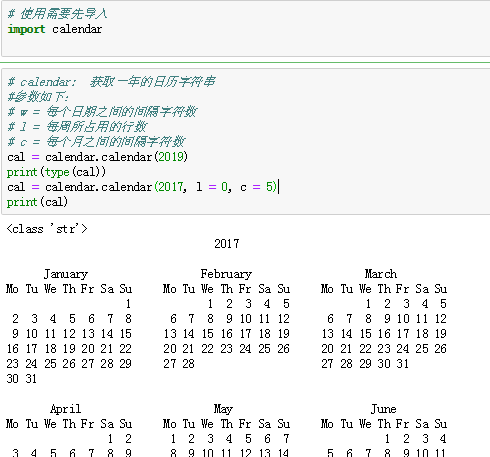 # 使用需要先导入
import calendar
# calendar:  获取一年的日历字符串
#参数如下:
# w = 每个日期之间的间隔字符数
# l = 每周所占用的行数
# c = 每个月之间的间隔字符数
cal = calendar.calendar(2019)
print(type(cal))
cal = calendar.calendar(2017, l = 0, c = 5)
print(cal)
<class 'str'>
2017
January February March
Mo Tu We Th Fr Sa Su Mo Tu We Th Fr Sa Su Mo Tu We Th Fr Sa Su
1 1 2 3 4 5 1 2 3 4 5
2 3 4 5 6 7 8 6 7 8 9 10 11 12 6 7 8 9 10 11 12
9 10 11 12 13 14 15 13 14 15 16 17 18 19 13 14 15 16 17 18 19
16 17 18 19 20 21 22 20 21 22 23 24 25 26 20 21 22 23 24 25 26
23 24 25 26 27 28 29 27 28 27 28 29 30 31
30 31
April May June
Mo Tu We Th Fr Sa Su Mo Tu We Th Fr Sa Su Mo Tu We Th Fr Sa Su
1 2 1 2 3 4 5 6 7 1 2 3 4
3 4 5 6 7 8 9 8 9 10 11 12 13 14 5 6 7 8 9 10 11